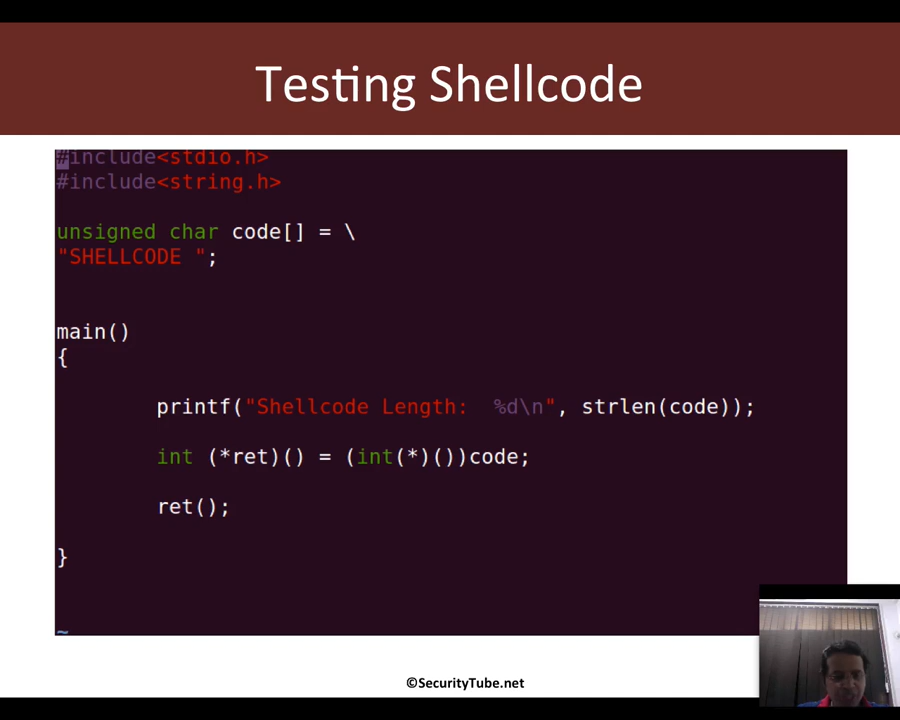 Testing Shellcode
#include<stdio.h>
#include<string.h>
unsigned char code[] = \
"SHELLCODE ";
main()
{
printf("Shellcode Length:  %d\n", strlen(code));
int (*ret)() = (int(*)())code;
ret();
}
~
©SecurityTube.net